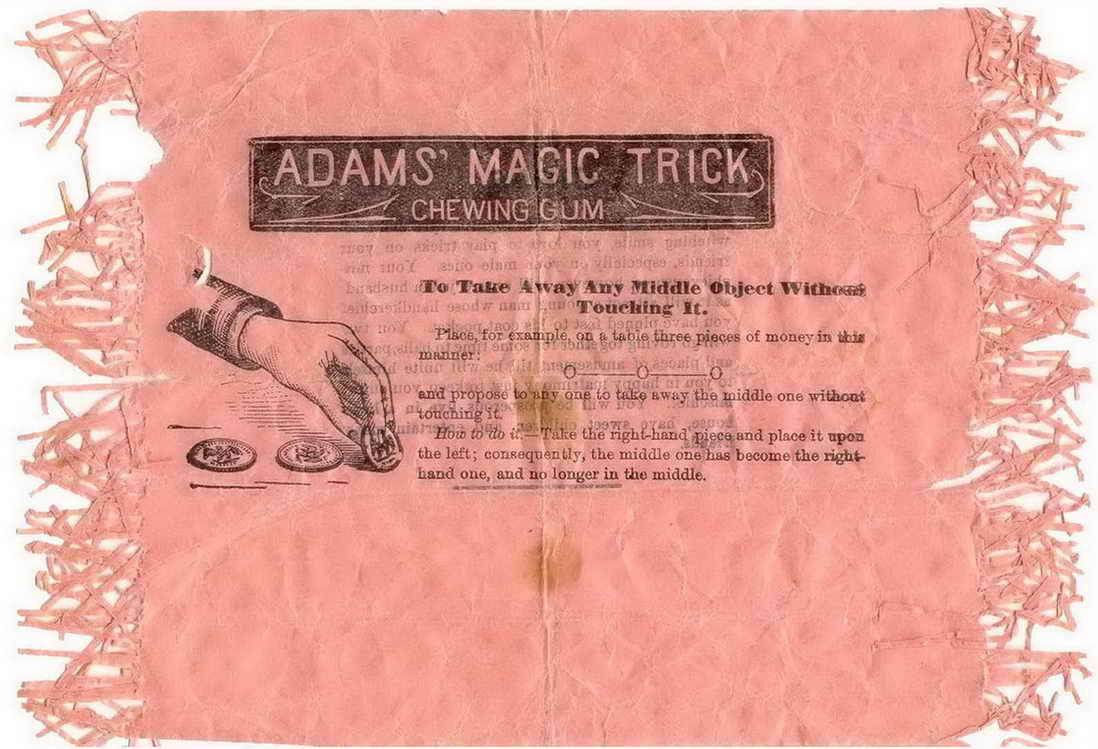 ADAMS' MAGIC TRICK
CHEWING GUM
To Take Away Any Middle Object Without
Touching It.
Place, for example, on a table three pieces of money in this
manner:
O O O
and propose to any one to take away the middle one without
touching it.
How to do it.—Take the right-hand piece and place it upon
the left; consequently, the middle one has become the right-
hand one, and no longer in the middle.